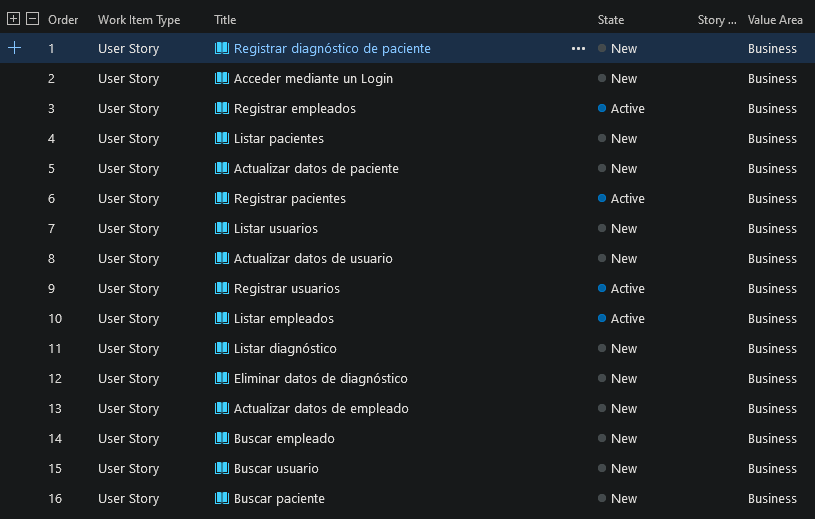 Order Work Item Type Title State Story ... Value Area
1 User Story Registrar diagnóstico de paciente ... New Business
2 User Story Acceder mediante un Login New Business
3 User Story Registrar empleados Active Business
4 User Story Listar pacientes New Business
5 User Story Actualizar datos de paciente New Business
6 User Story Registrar pacientes Active Business
7 User Story Listar usuarios New Business
8 User Story Actualizar datos de usuario New Business
9 User Story Registrar usuarios Active Business
10 User Story Listar empleados Active Business
11 User Story Listar diagnóstico New Business
12 User Story Eliminar datos de diagnóstico New Business
13 User Story Actualizar datos de empleado New Business
14 User Story Buscar empleado New Business
15 User Story Buscar usuario New Business
16 User Story Buscar paciente New Business